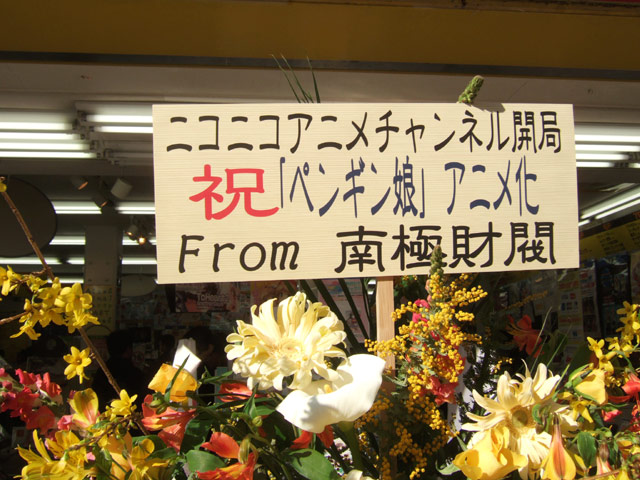 ニコニコアニメチャンネル開局
祝「ペンギン娘」アニメ化
From 南極財閥